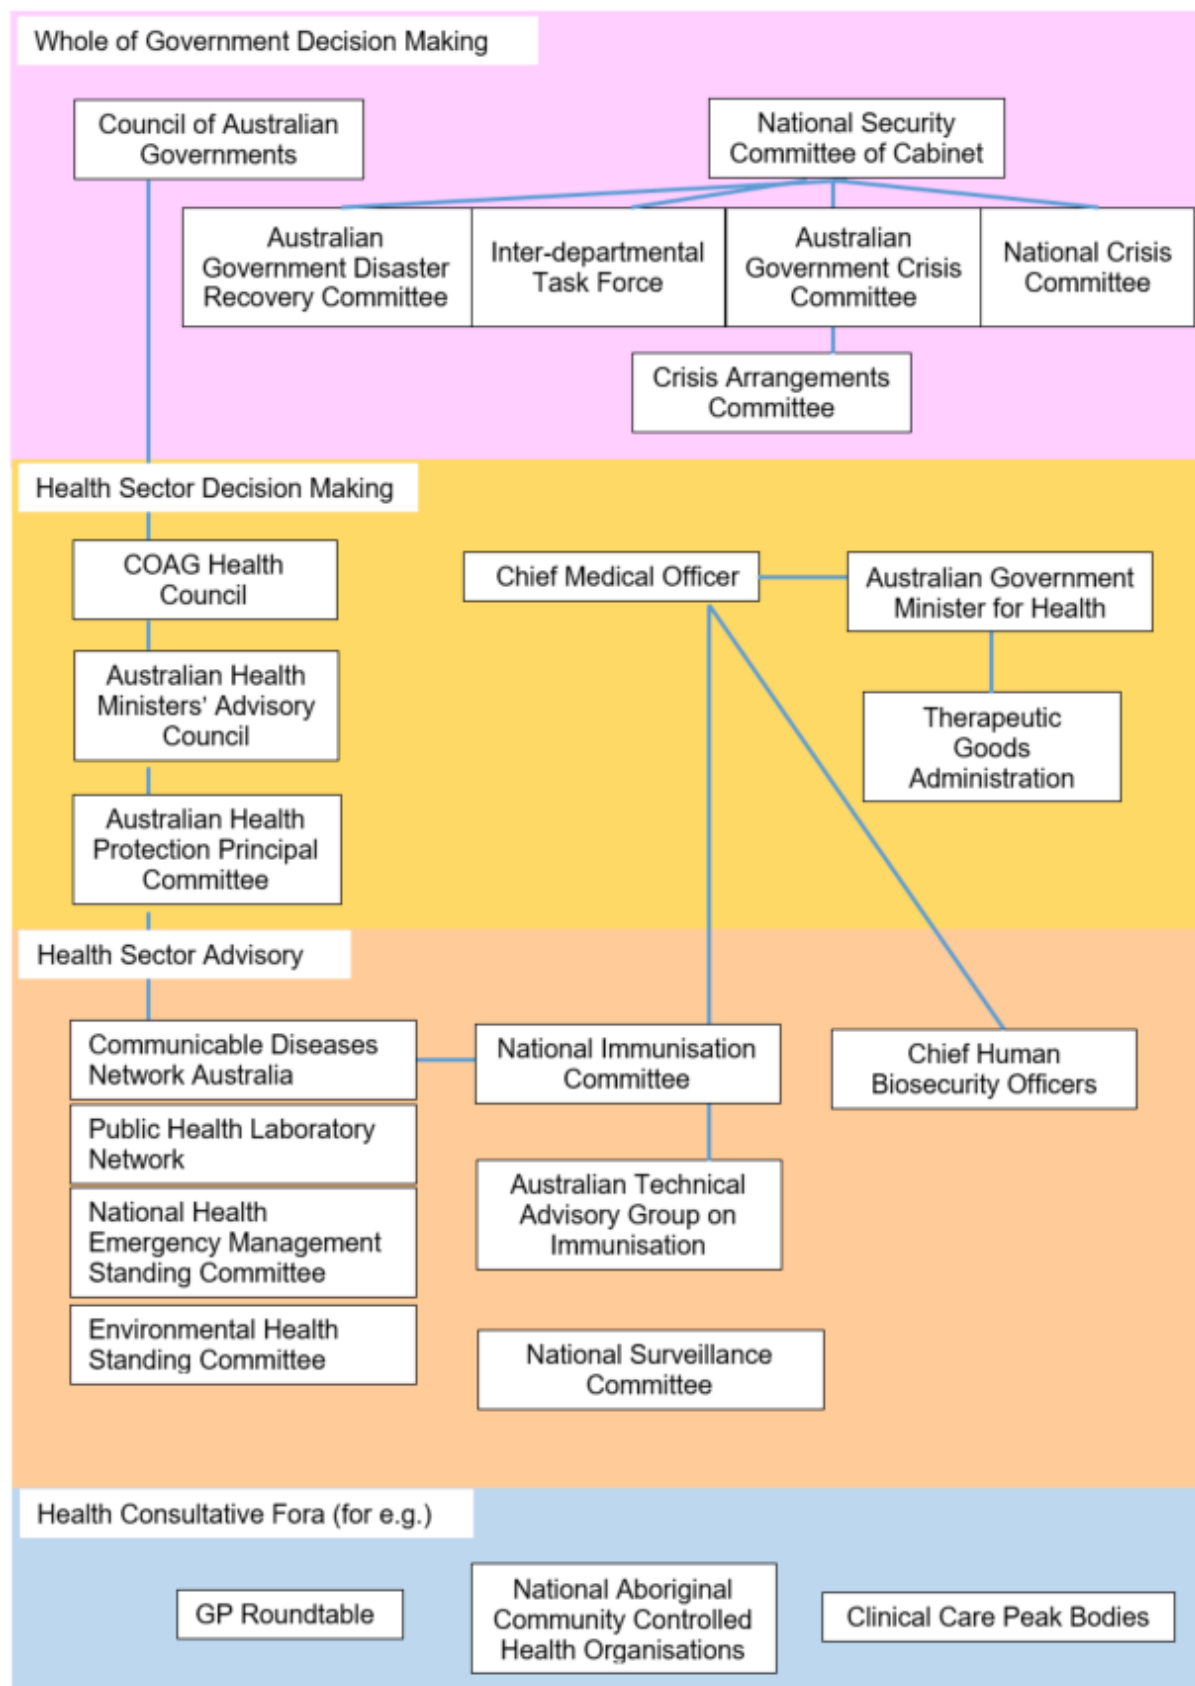 Whole of Government Decision Making
Council of Australian
Governments
National Security
Committee of Cabinet
Australian
Government Disaster
Recovery Committee
Inter-departmental
Task Force
Australian
Government Crisis
Committee
National Crisis
Committee
Crisis Arrangements
Committee
Health Sector Decision Making
COAG Health
Council
Chief Medical Officer
Australian Government
Minister for Health
Australian Health
Ministers’ Advisory
Council
Therapeutic
Goods
Administration
Australian Health
Protection Principal
Committee
Health Sector Advisory
Communicable Diseases
Network Australia
National Immunisation
Committee
Chief Human
Biosecurity Officers
Public Health Laboratory
Network
National Health
Emergency Management
Standing Committee
Australian Technical
Advisory Group on
Immunisation
Environmental Health
Standing Committee
National Surveillance
Committee
Health Consultative Fora (for e.g.)
GP Roundtable
National Aboriginal
Community Controlled
Health Organisations
Clinical Care Peak Bodies